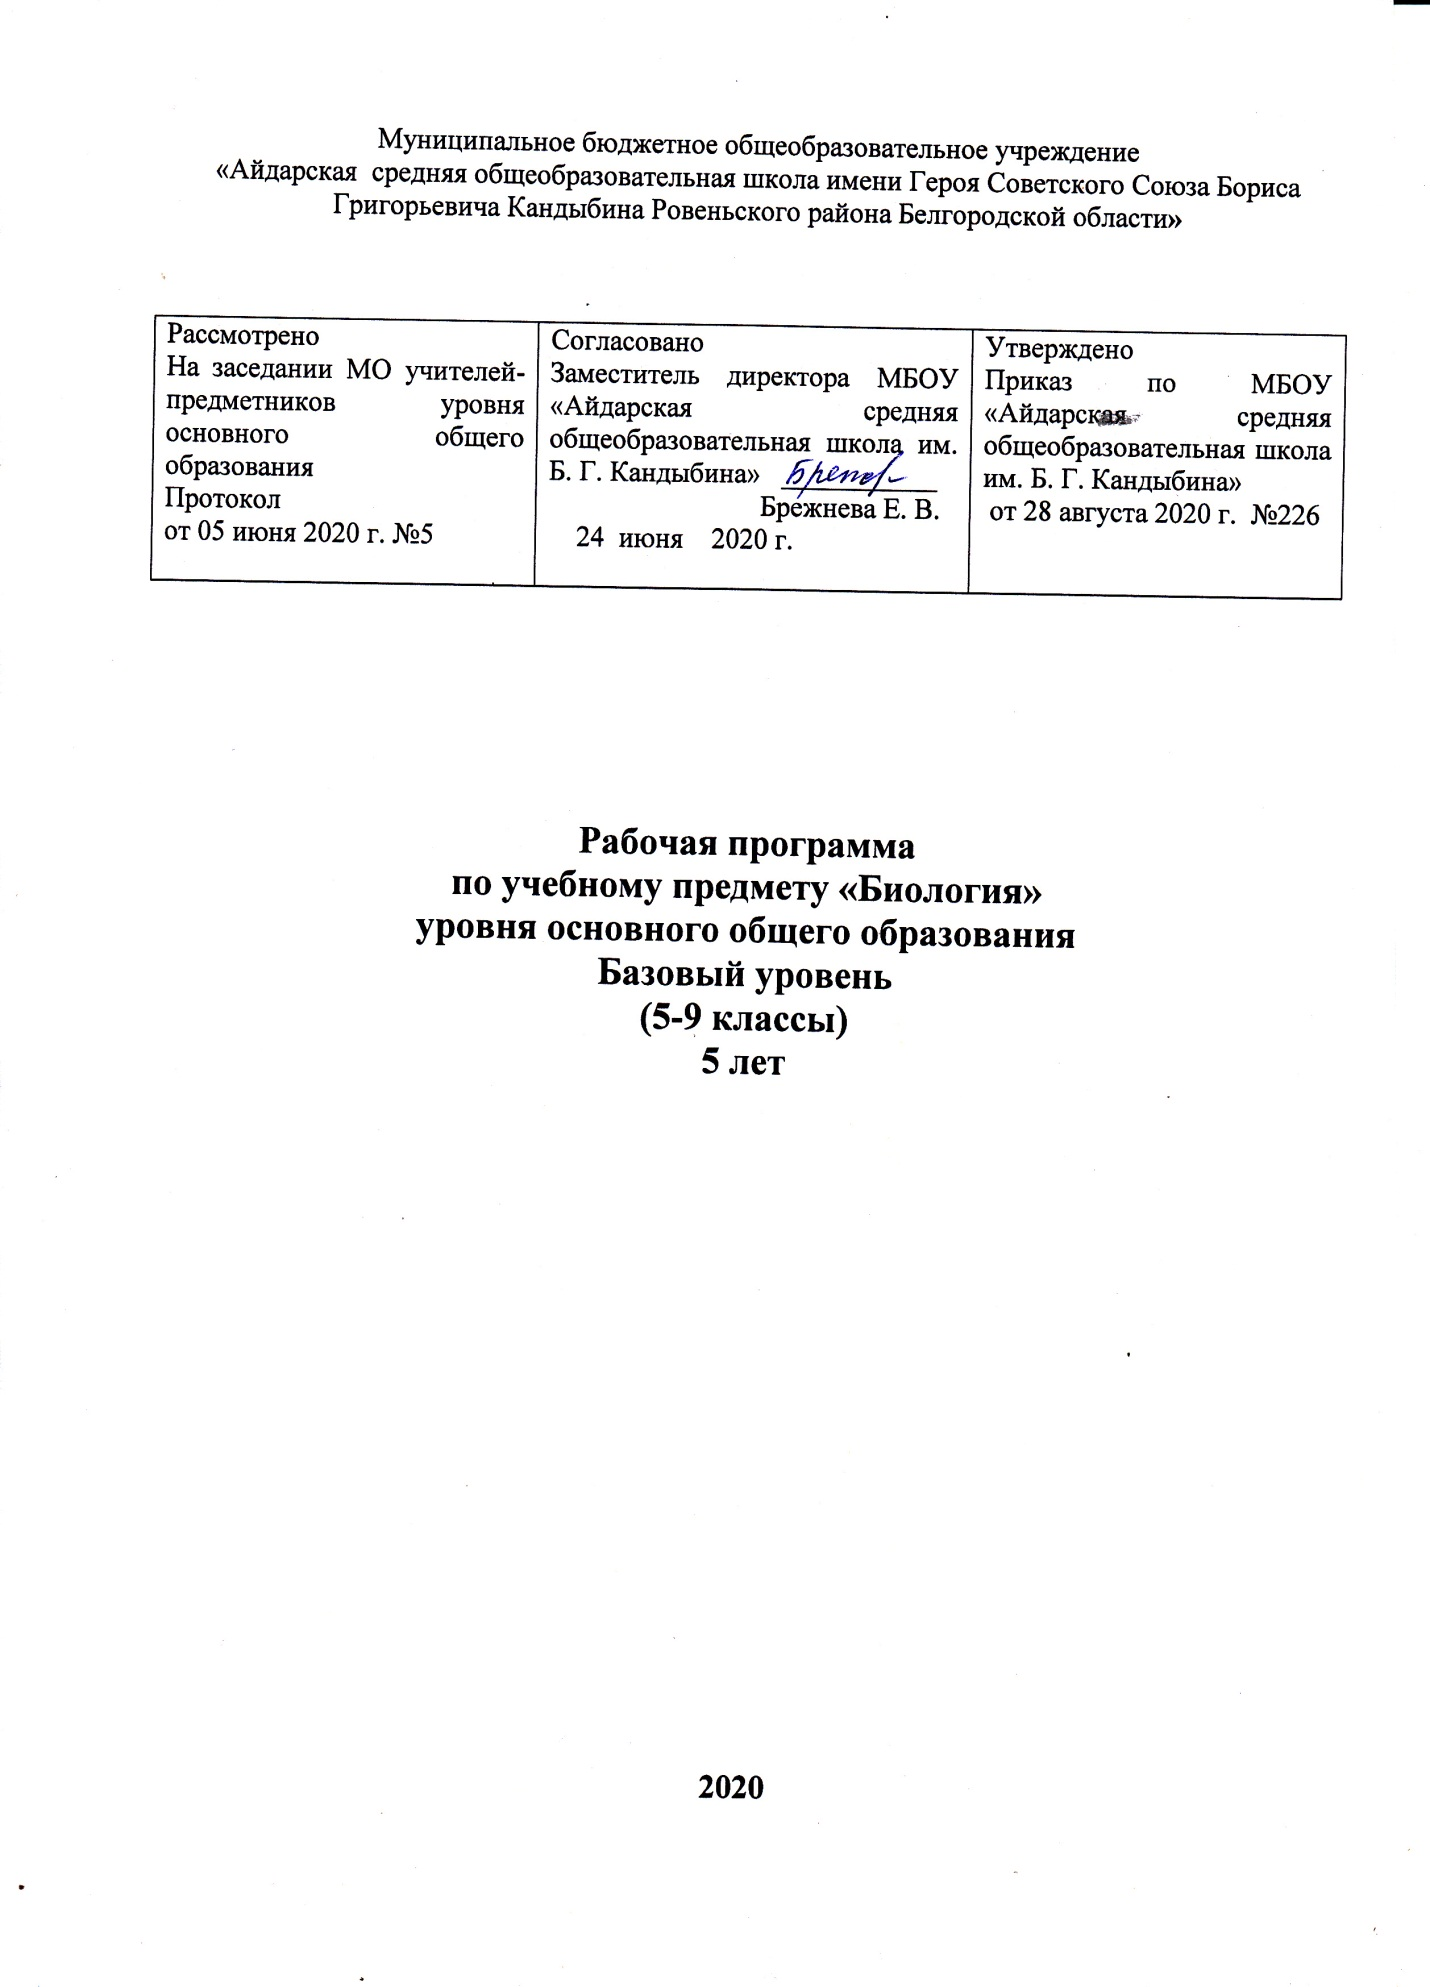 Муниципальное бюджетное общеобразовательное учреждение
«Айдарская средняя общеобразовательная школа имени Героя Советского Союза Бориса
Григорьевича Кандыбина Ровеньского района Белгородской области»
Рассмотрено
На заседании МО учителей-
предметников уровня
основного общего
образования
Протокол
от 05 июня 2020 г. №5
Согласовано
Заместитель директора МБОУ
«Айдарская средняя
общеобразовательная школа им.
Б. Г. Кандыбина»
Брежнева Е. В.
24 июня 2020 г.
Утверждено
Приказ по МБОУ
«Айдарская средняя
общеобразовательная школа
им. Б. Г. Кандыбина»
от 28 августа 2020 г. №226
Рабочая программа
по учебному предмету «Биология»
уровня основного общего образования
Базовый уровень
(5-9 классы)
5 лет
2020